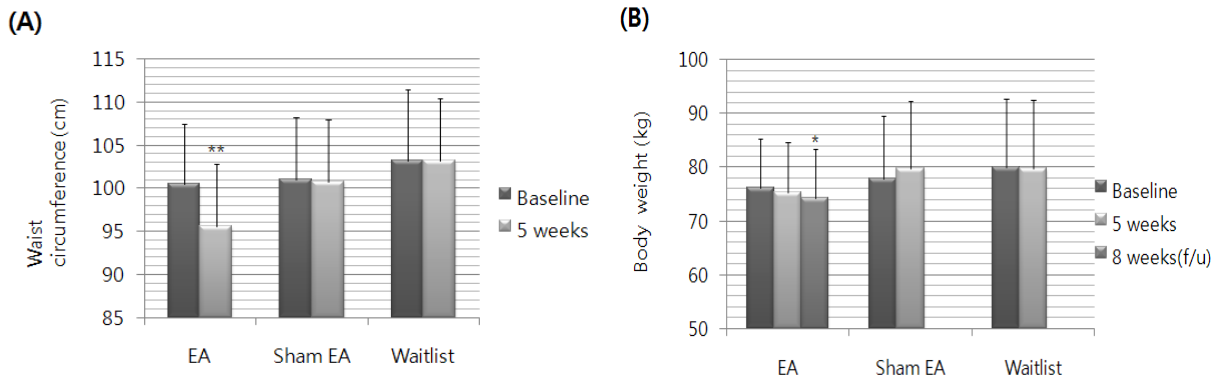 (A)
115
110
105
100
95
90
85
Waist
circumference (cm)
**
EA
Sham EA
Waitlist
Baseline
5 weeks
(B)
100
90
80
70
60
50
Body weight (kg)
*
EA
Sham EA
Waitlist
Baseline
5 weeks
8 weeks(f/u)